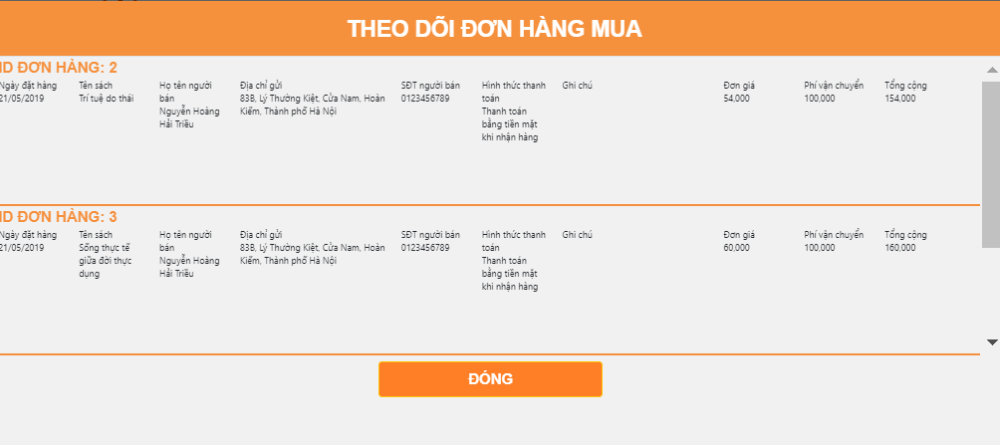 THEO DÕI ĐƠN HÀNG MUA
ID ĐƠN HÀNG: 2
Ngày đặt hàng
21/05/2019
Tên sách
Trí tuệ do thái
Họ tên người
bán
Nguyễn Hoàng
Hải Triều
Địa chỉ gửi
83B, Lý Thường Kiệt, Cửa Nam, Hoàn
Kiếm, Thành phố Hà Nội
SĐT người bán
0123456789
Hình thức thanh
toán
Thanh toán
bằng tiền mặt
khi nhận hàng
Ghi chú
Đơn giá
54,000
Phí vận chuyển
100,000
Tổng cộng
154,000
ID ĐƠN HÀNG: 3
Ngày đặt hàng
21/05/2019
Tên sách
Sống thực tế
giữa đời thực
dụng
Họ tên người
bán
Nguyễn Hoàng
Hải Triều
Địa chỉ gửi
83B, Lý Thường Kiệt, Cửa Nam, Hoàn
Kiếm, Thành phố Hà Nội
SĐT người bán
0123456789
Hình thức thanh
toán
Thanh toán
bằng tiền mặt
khi nhận hàng
Ghi chú
Đơn giá
60,000
Phí vận chuyển
100,000
Tổng cộng
160,000
ĐÓNG